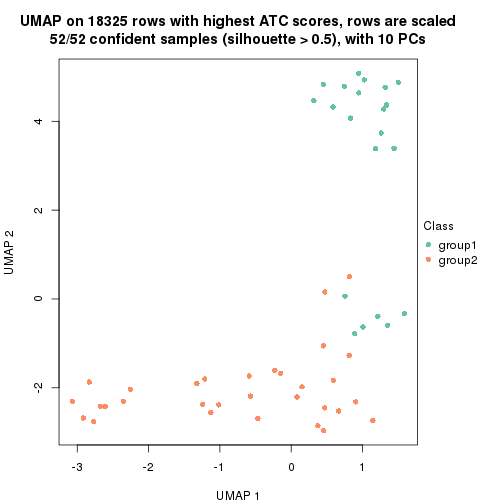 UMAP on 18325 rows with highest ATC scores, rows are scaled
52/52 confident samples (silhouette > 0.5), with 10 PCs
4
2
0
-2
UMAP 2
-3
-2
-1
0
1
UMAP 1
Class
group1
group2